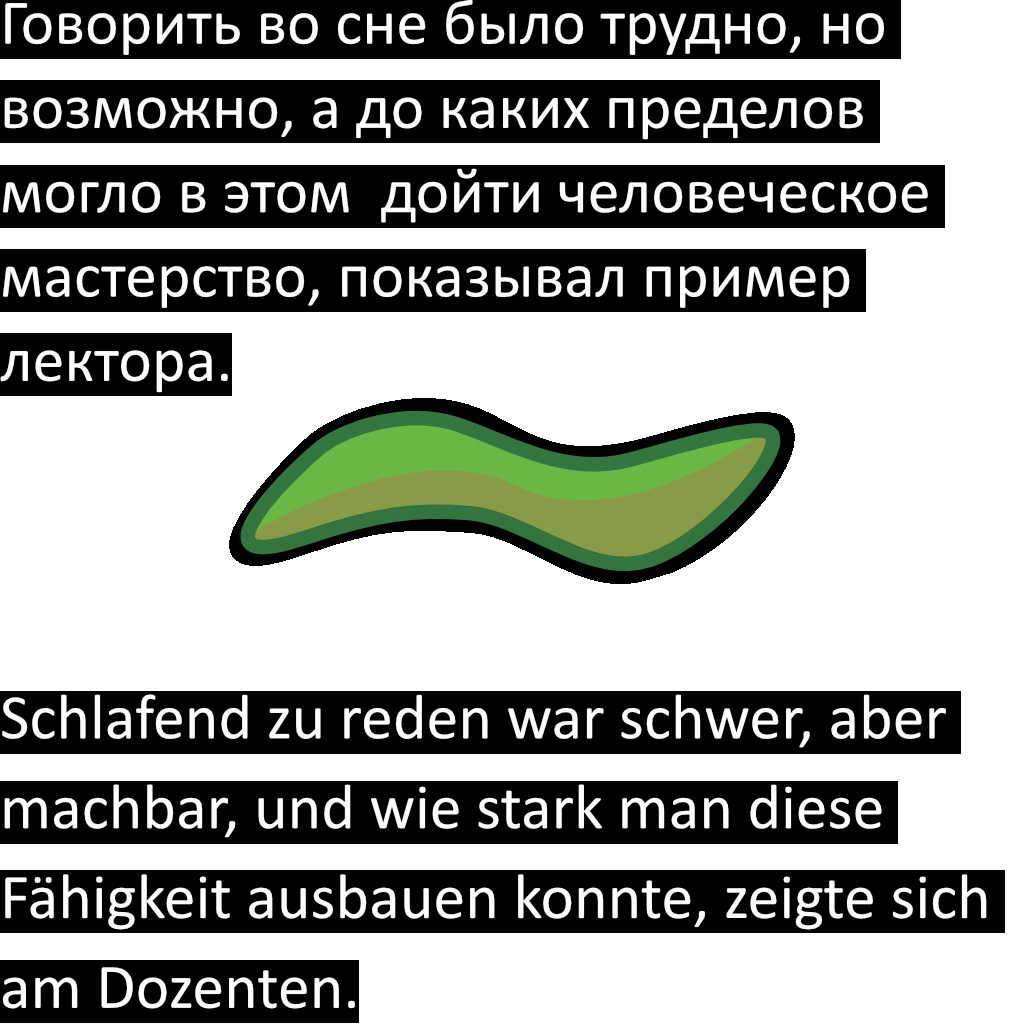 Говорить во сне было трудно, но
возможно, а до каких пределов
могло в этом  дойти человеческое
мастерство, показывал пример
лектора.
Schlafend zu reden war schwer, aber
machbar, und wie stark man diese
Fähigkeit ausbauen konnte, zeigte sich
am Dozenten.